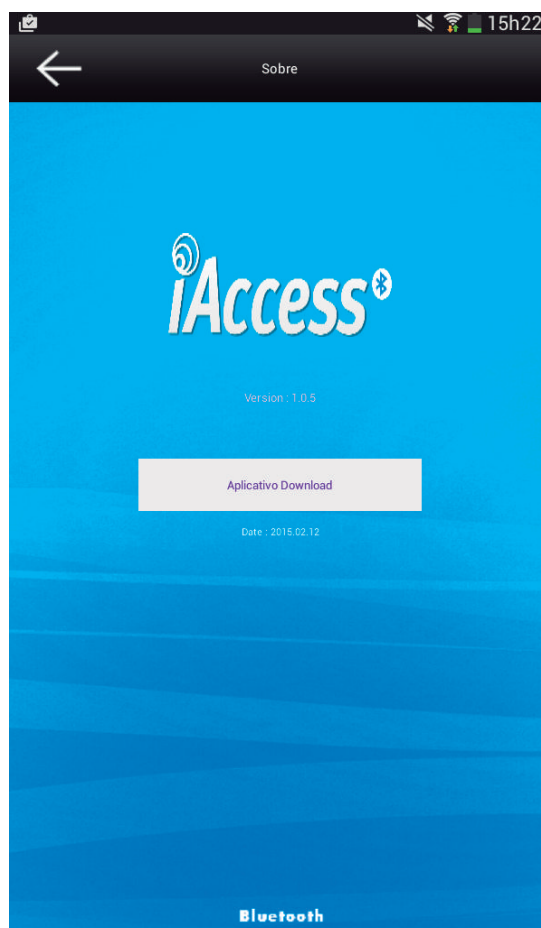 15h22
Sobre
iAccess
Version : 1.0.5
Aplicativo Download
Date : 2015.02.12
Bluetooth